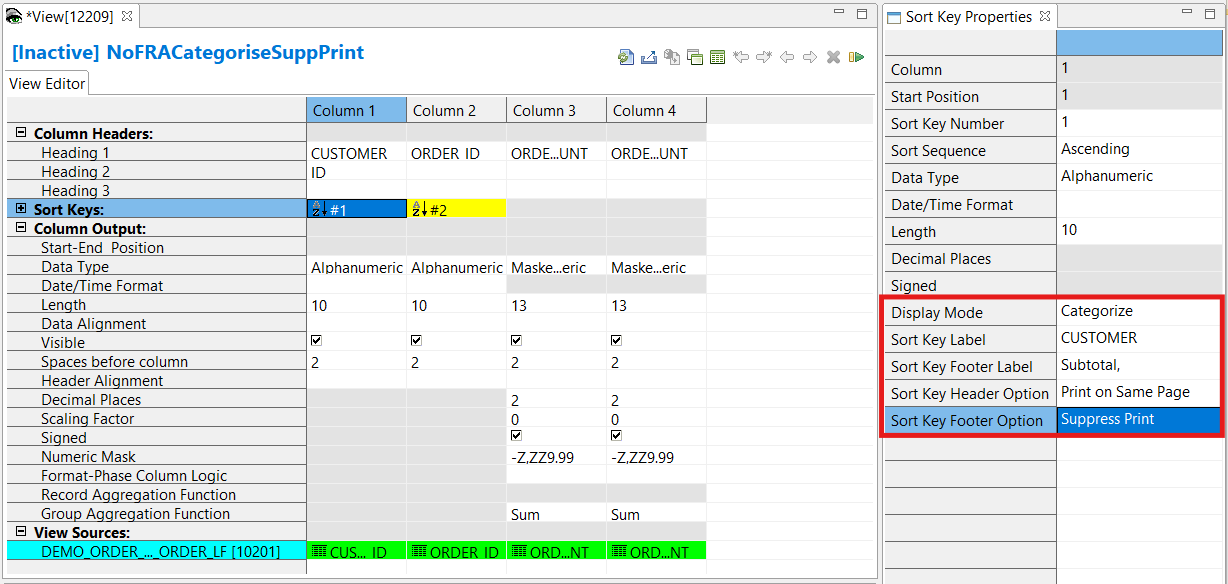 *View[12209]
[Inactive] NoFRACategoriseSuppPrint
View Editor
Column 1 Column 2 Column 3 Column 4
Column Headers:
Heading 1 CUSTOMER ORDER ID ORDE...UNT ORDE...UNT
Heading 2 ID
Heading 3
Sort Keys: #1 #2
Column Output:
Start-End Position
Data Type Alphanumeric Alphanumeric Maske...eric Maske...eric
Date/Time Format
Length 10 10 13 13
Data Alignment
Visible
Spaces before column 2 2 2 2
Header Alignment
Decimal Places 2 2
Scaling Factor 0 0
Signed
Numeric Mask -Z,ZZ9.99 -Z,ZZ9.99
Format-Phase Column Logic
Record Aggregation Function
Group Aggregation Function Sum Sum
View Sources:
DEMO_ORDER_..._ORDER_LF [10201] CUS... ID ORDER ID ORD...NT ORD...NT
Sort Key Properties
Column 1
Start Position 1
Sort Key Number 1
Sort Sequence Ascending
Data Type Alphanumeric
Date/Time Format
Length 10
Decimal Places
Signed
Display Mode Categorize
Sort Key Label CUSTOMER
Sort Key Footer Label Subtotal,
Sort Key Header Option Print on Same Page
Sort Key Footer Option Suppress Print